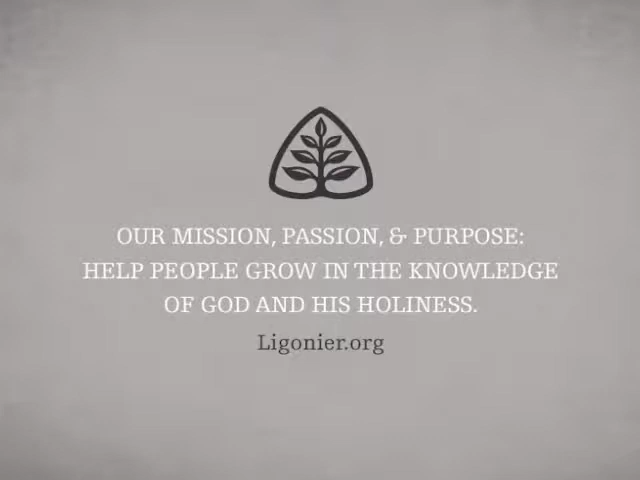 OUR MISSION, PASSION, & PURPOSE:
HELP PEOPLE GROW IN THE KNOWLEDGE
OF GOD AND HIS HOLINESS.
Ligonier.org